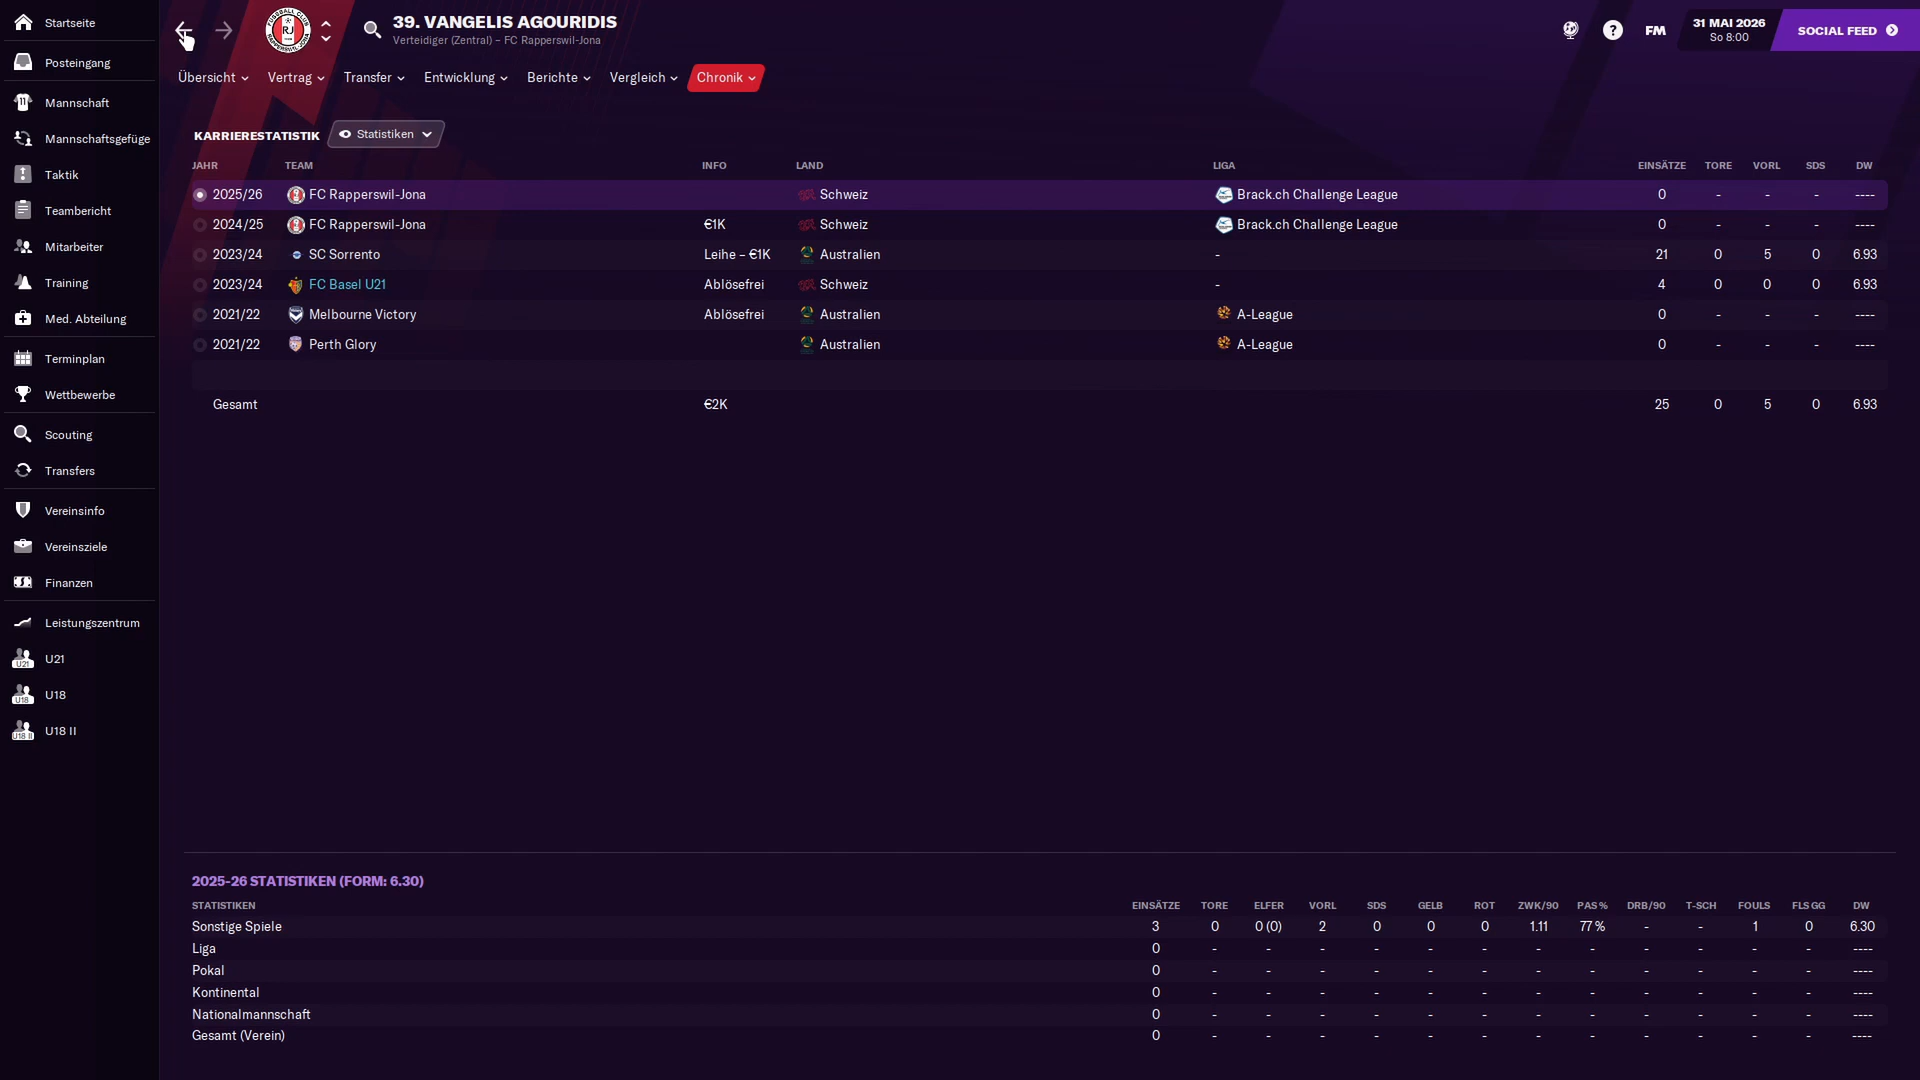 Startseite
Posteingang
Mannschaft
Mannschaftsgefüge
Taktik
Teambericht
Mitarbeiter
Training
Med. Abteilung
Terminplan
Wettbewerbe
Scouting
Transfers
Vereinsinfo
Vereinsziele
Finanzen
Leistungszentrum
U21 U21
U18 U18
U18 II U18 II
39. VANGELIS AGOURIDIS
Verteidiger (Zentral) – FC Rapperswil-Jona
FM
31 MAI 2026
So 8:00
SOCIAL FEED
Übersicht Vertrag Transfer Entwicklung Berichte Vergleich Chronik
KARRIERESTATISTIK Statistiken
JAHR TEAM INFO LAND LIGA EINSÄTZE TORE VORL SDS DW
2025/26 FC Rapperswil-Jona Schweiz Brack.ch Challenge League 0 - - - ----
2024/25 FC Rapperswil-Jona €1K Schweiz Brack.ch Challenge League 0 - - - ----
2023/24 SC Sorrento Leihe – €1K Australien - 21 0 5 0 6.93
2023/24 FC Basel U21 Ablösefrei Schweiz - 4 0 0 0 6.93
2021/22 Melbourne Victory Ablösefrei Australien A-League 0 - - - ----
2021/22 Perth Glory Australien A-League 0 - - - ----
Gesamt €2K 25 0 5 0 6.93
2025-26 STATISTIKEN (FORM: 6.30)
STATISTIKEN EINSÄTZE TORE ELFER VORL SDS GELB ROT ZWK/90 PAS % DRB/90 T-SCH FOULS FLS GG DW
Sonstige Spiele 3 0 0 (0) 2 0 0 0 1.11 77 % - - 1 0 6.30
Liga 0 - - - - - - - - - - - - ----
Pokal 0 - - - - - - - - - - - - ----
Kontinental 0 - - - - - - - - - - - - ----
Nationalmannschaft 0 - - - - - - - - - - - - ----
Gesamt (Verein) 0 - - - - - - - - - - - - ----